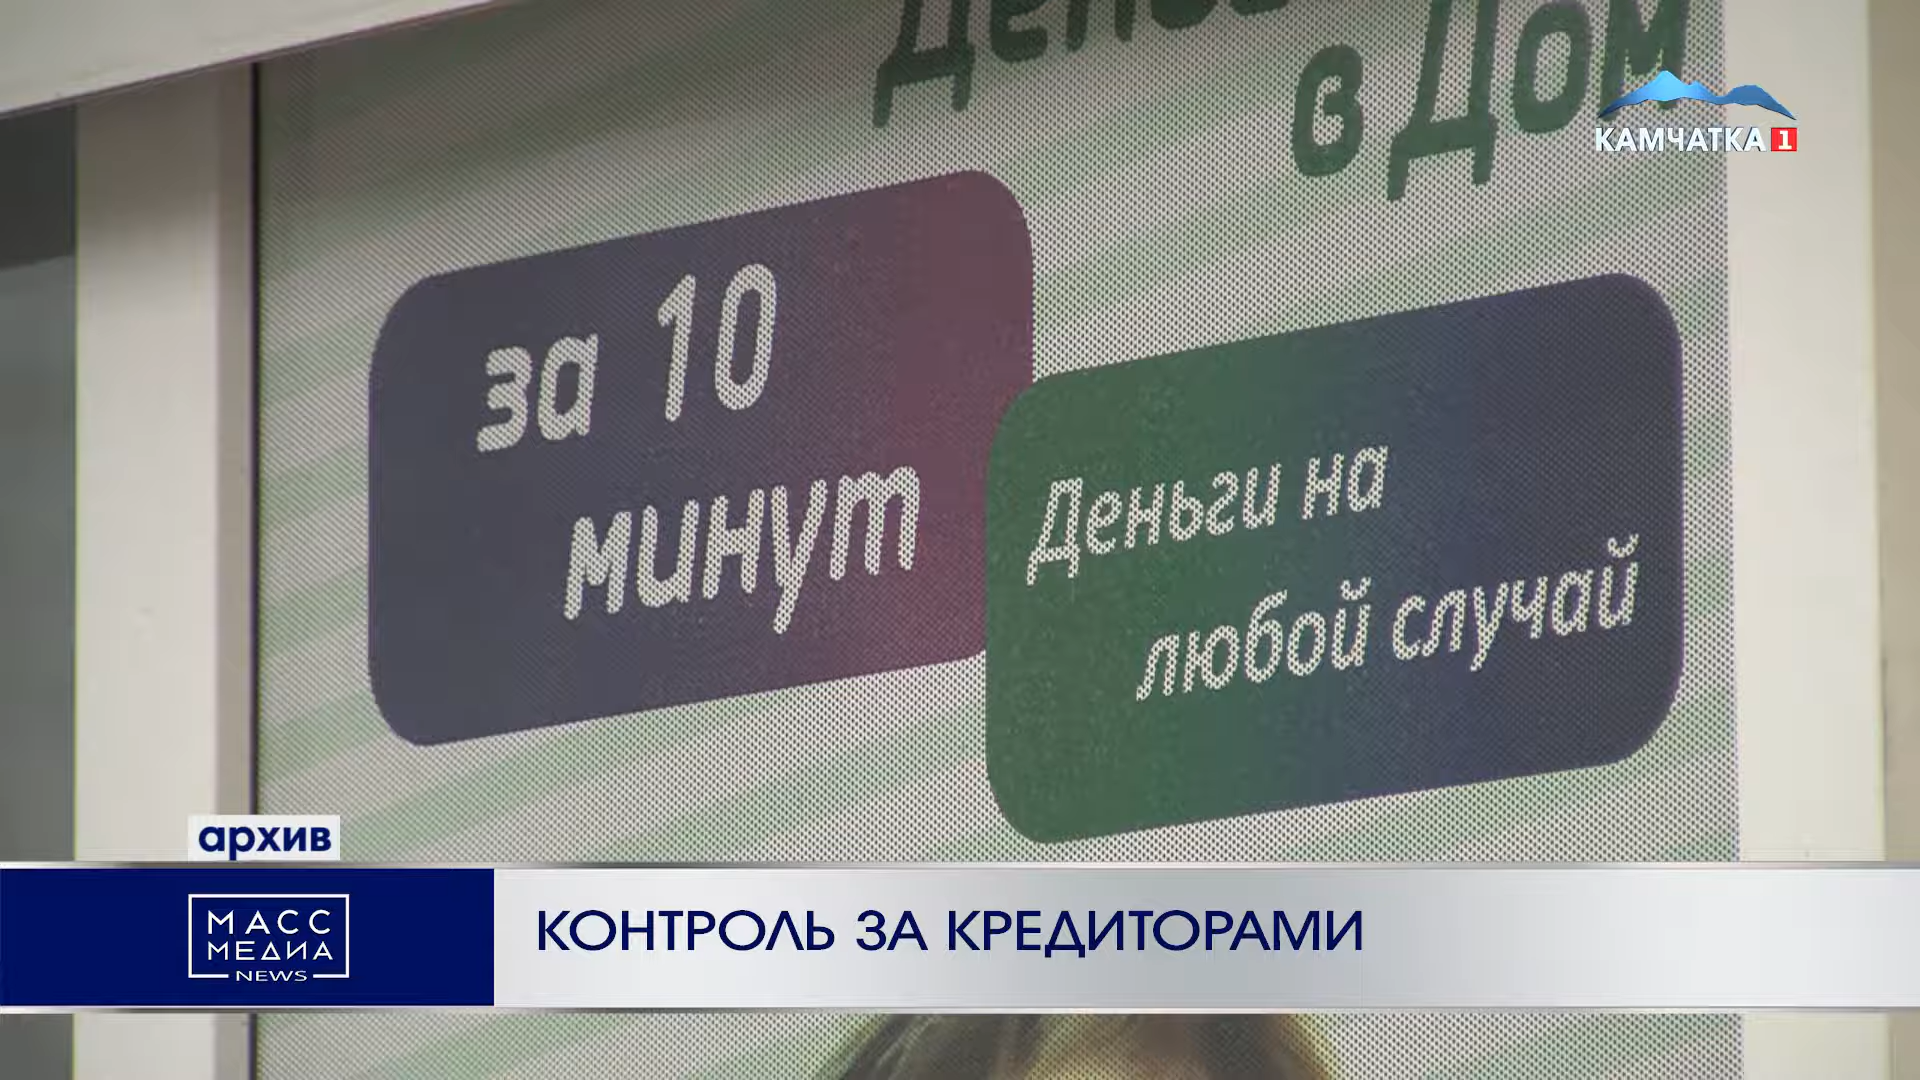 в Дом
КАМЧАТКА 1
за 10
минут
Деньги на
любой случай
архив
МАСС
МЕДИА
NEWS
КОНТРОЛЬ ЗА КРЕДИТОРАМИ